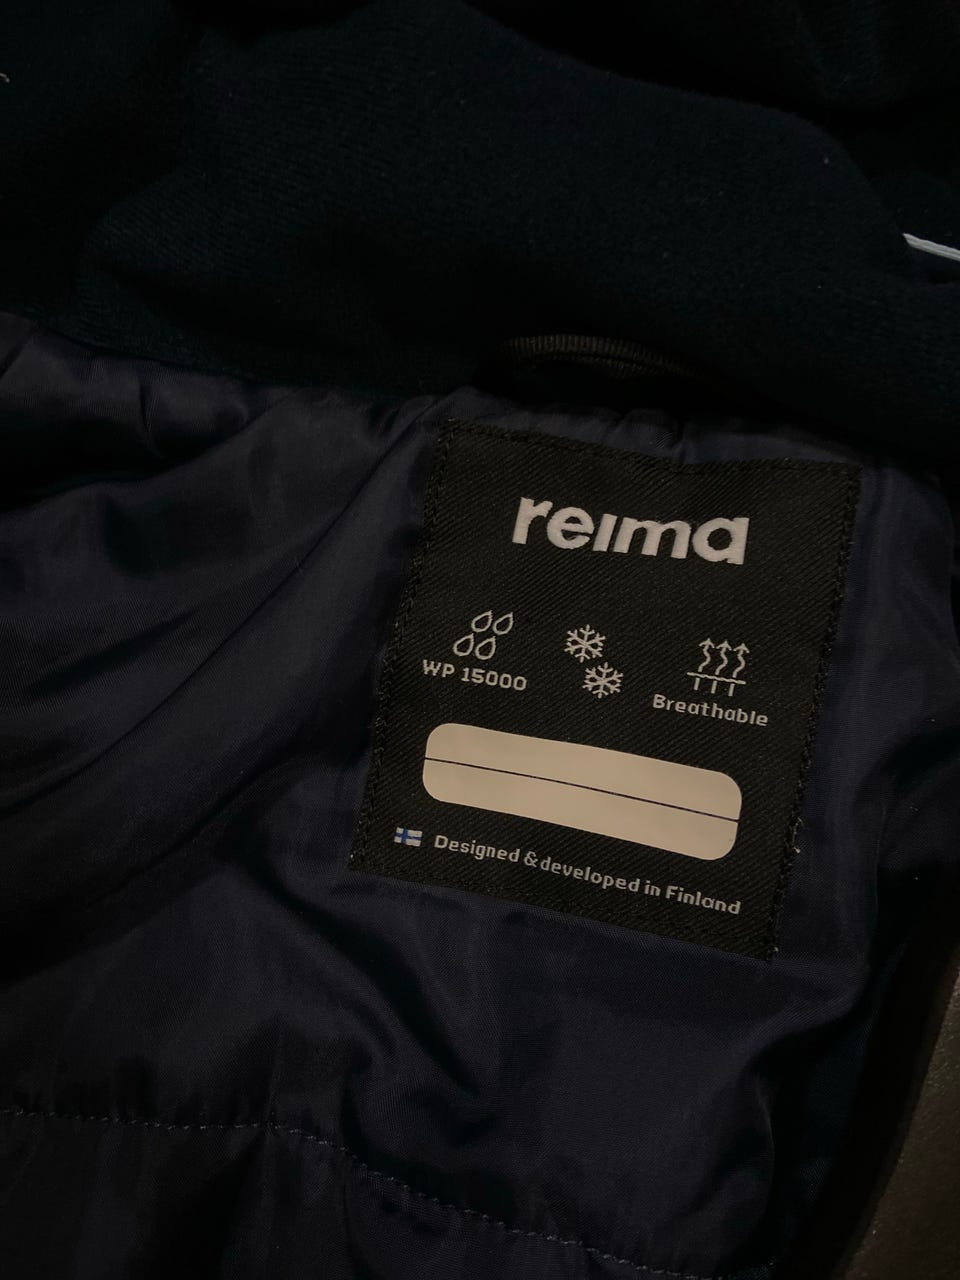 reima
WP 15000
Breathable
Designed & developed in Finland